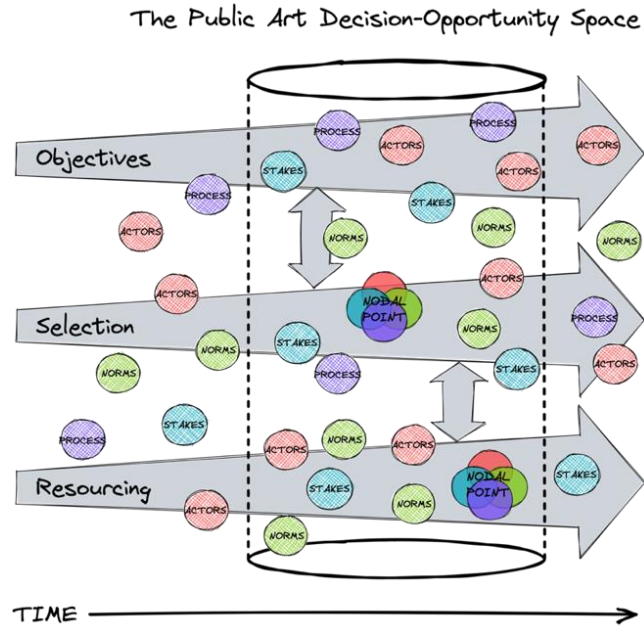 The Public Art Decision-Opportunity Space
PROCESS
PROCESS
ACTORS
ACTORS
Objectives
STAKES
ACTORS
PROCESS
STAKES
ACTORS
NORMS
NORMS
NORMS
ACTORS
ACTORS
NODAL
POINT
PROCESS
Selection
NORMS
STAKES
NORMS
ACTORS
STAKES
NORMS
PROCESS
STAKES
PROCESS
NORMS
ACTORS
ACTORS
NODAL
POINT
STAKES
Resourcing
STAKES
NORMS
ACTORS
NORMS
TIME